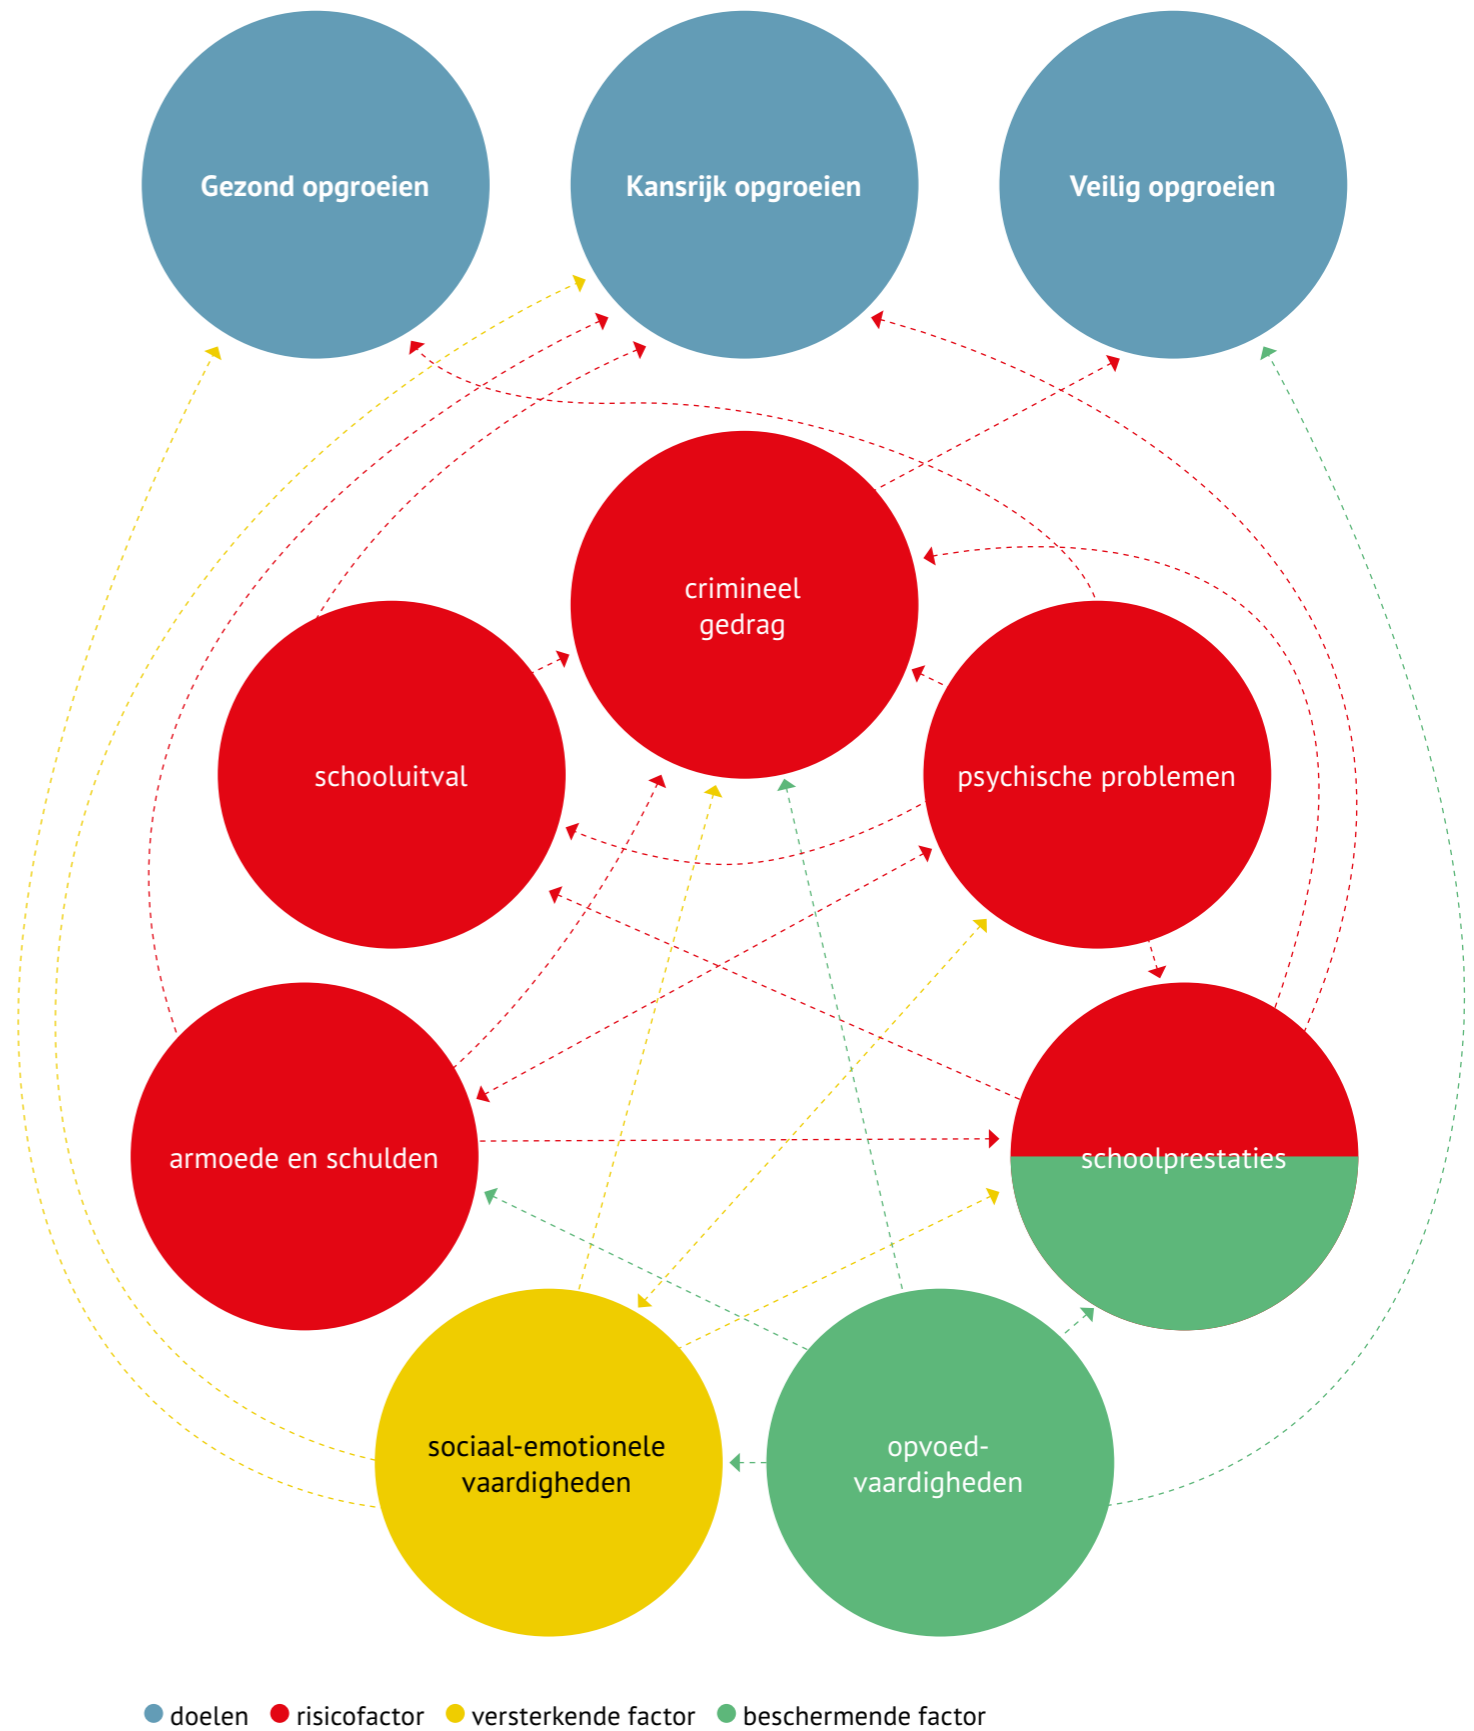 Gezond opgroeien
Kansrijk opgroeien
Veilig opgroeien
crimineel
gedrag
schooluitval
psychische problemen
armoede en schulden
schoolprestaties
sociaal-emotionele
vaardigheden
opvoed-
vaardigheden
doelen risicofactor versterkende factor beschermende factor